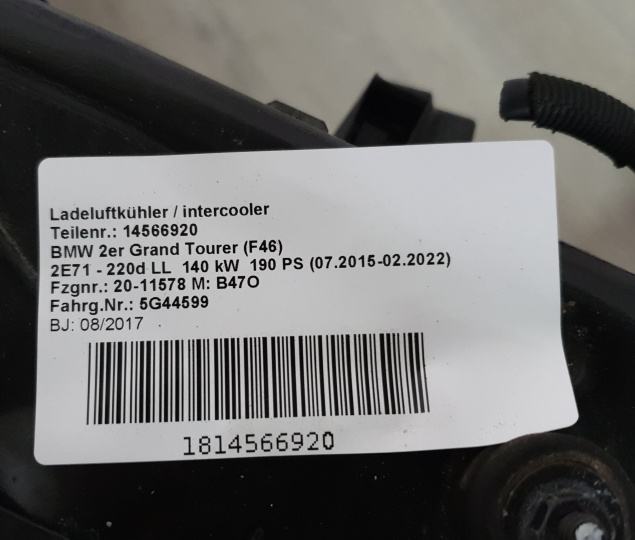 Ladeluftkühler / intercooler
Teilenr.: 14566920
BMW 2er Grand Tourer (F46)
2E71 - 220d LL 140 kW 190 PS (07.2015-02.2022)
Fzgnr.: 20-11578 M: B47O
Fahrg.Nr.: 5G44599
BJ: 08/2017
1814566920